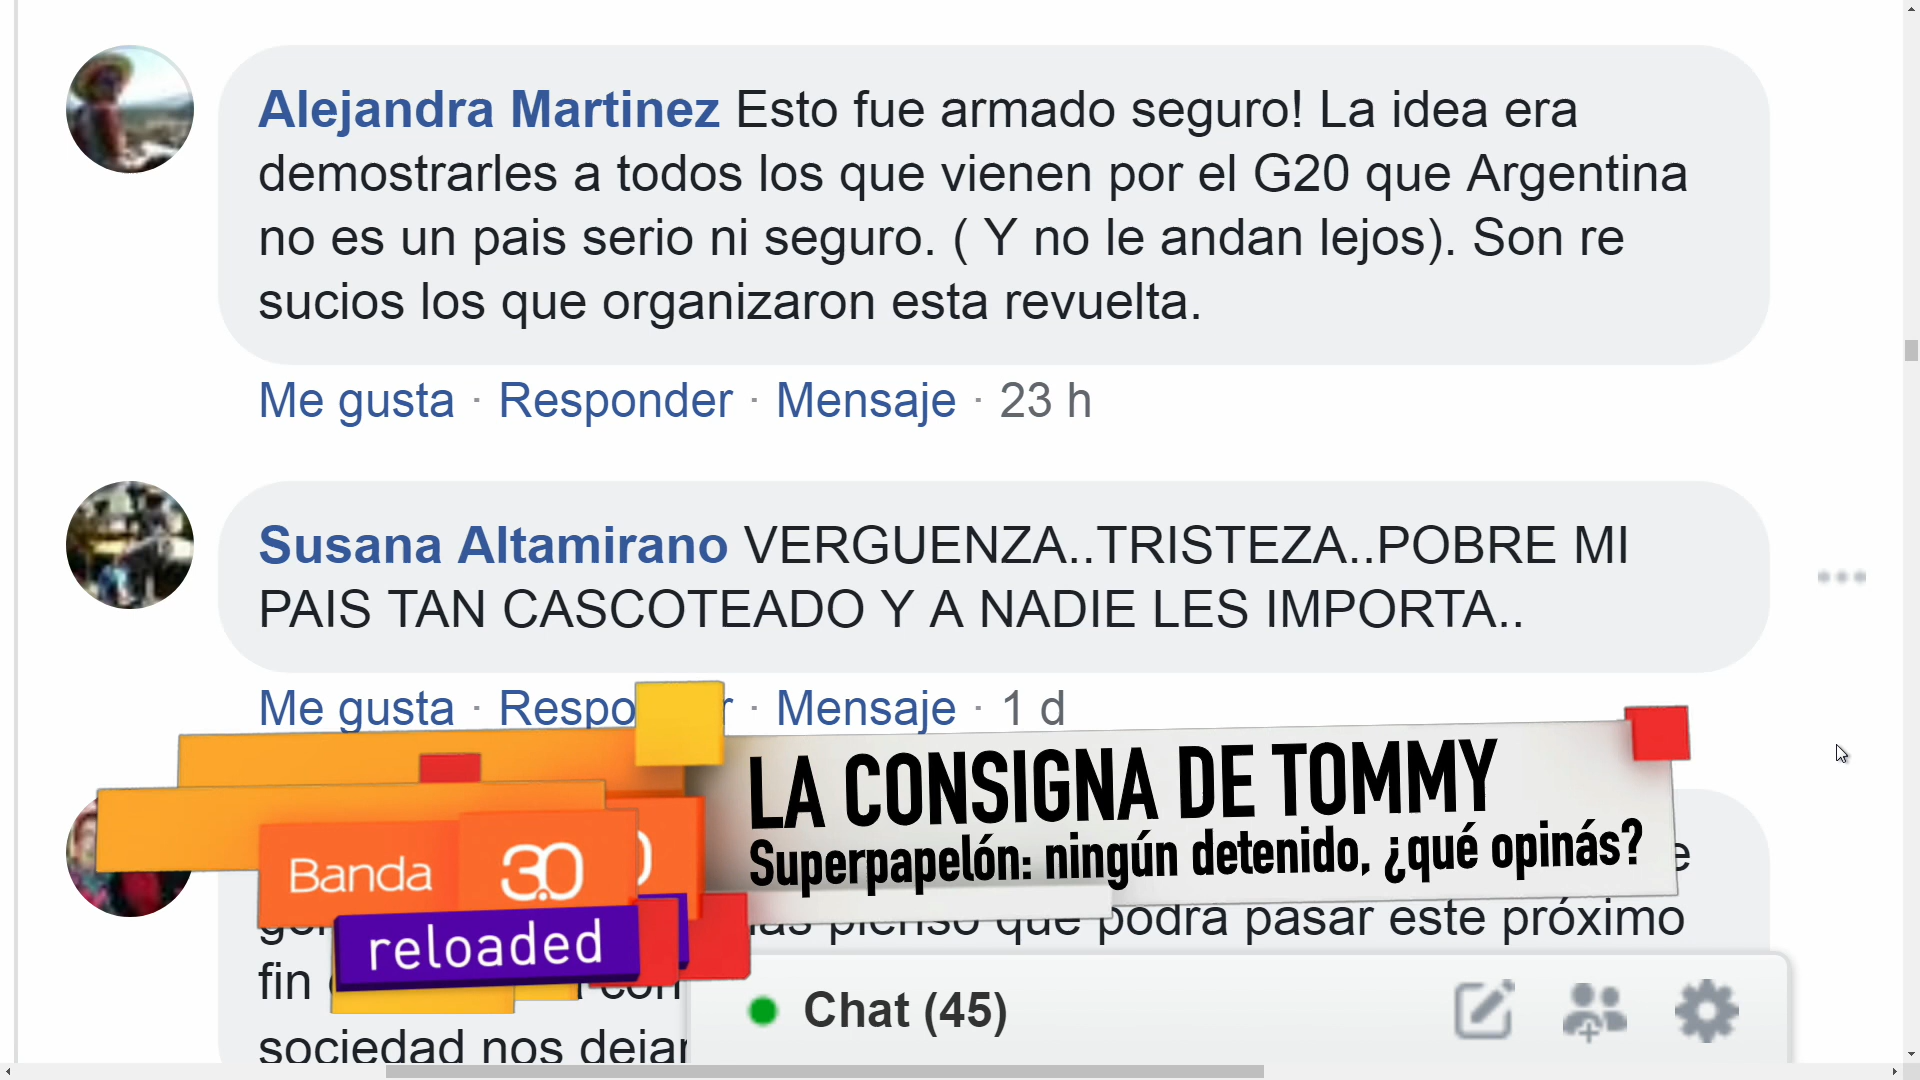 Alejandra Martinez Esto fue armado seguro! La idea era
demostrarles a todos los que vienen por el G20 que Argentina
no es un pais serio ni seguro. ( Y no le andan lejos). Son re
sucios los que organizaron esta revuelta.
Me gusta · Responder · Mensaje · 23 h
Susana Altamirano VERGUENZA..TRISTEZA..POBRE MI
PAIS TAN CASCOTEADO Y A NADIE LES IMPORTA..
Me gusta · Mensaje · 1 d
LA CONSIGNA DE TOMMY
Superpapelón: ningún detenido, ¿qué opinás?
Banda 3.0
reloaded
pienso que podra pasar este próximo
fin
sociedad nos
Chat (45)